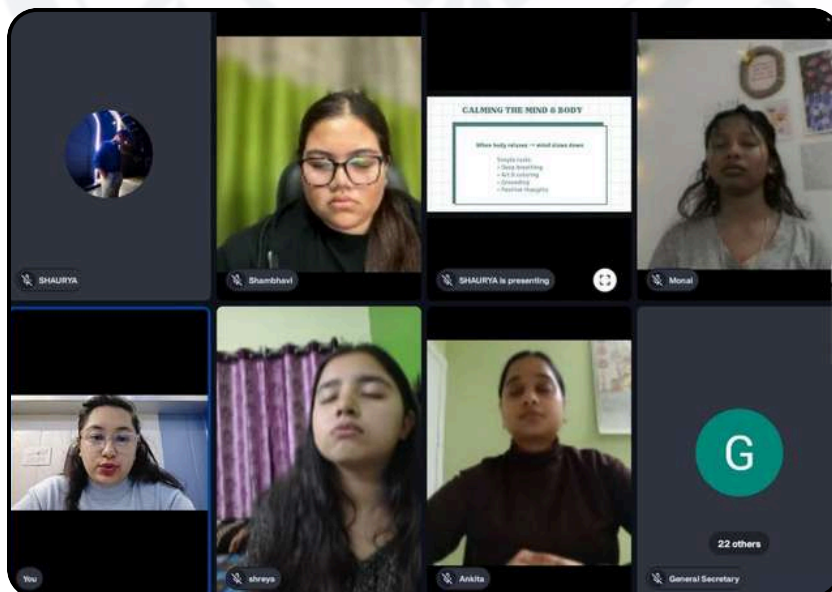 SHAURYA
Shambhavi
CALMING THE MIND & BODY
When body relaxes → mind slows down
Simple tools:
• Deep breathing
• Art & coloring
• Grounding
• Positive thoughts
SHAURYA is presenting
Monal
You
shreya
Ankita
G
22 others
General Secretary